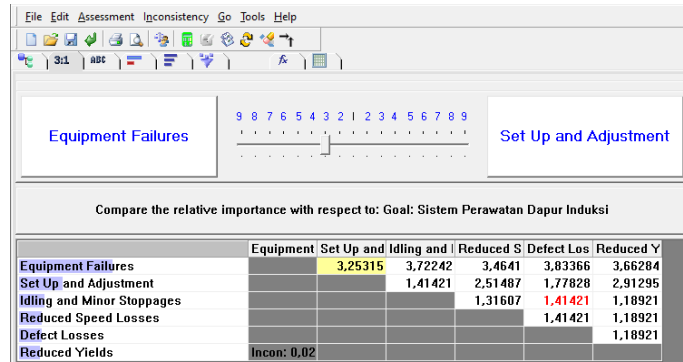 File Edit Assessment Inconsistency Go Tools Help
3:1 ABC fx
9 8 7 6 5 4 3 2 1 2 3 4 5 6 7 8 9
Equipment Failures Set Up and Adjustment
Compare the relative importance with respect to: Goal: Sistem Perawatan Dapur Induksi
Equipment Set Up and Idling and Reduced S Defect Los Reduced Y
Equipment Failures 3,25315 3,72242 3,4641 3,83366 3,66284
Set Up and Adjustment 1,41421 2,51487 1,77828 2,91295
Idling and Minor Stoppages 1,31607 1,41421 1,18921
Reduced Speed Losses 1,41421 1,18921
Defect Losses 1,18921
Reduced Yields Incon: 0,02